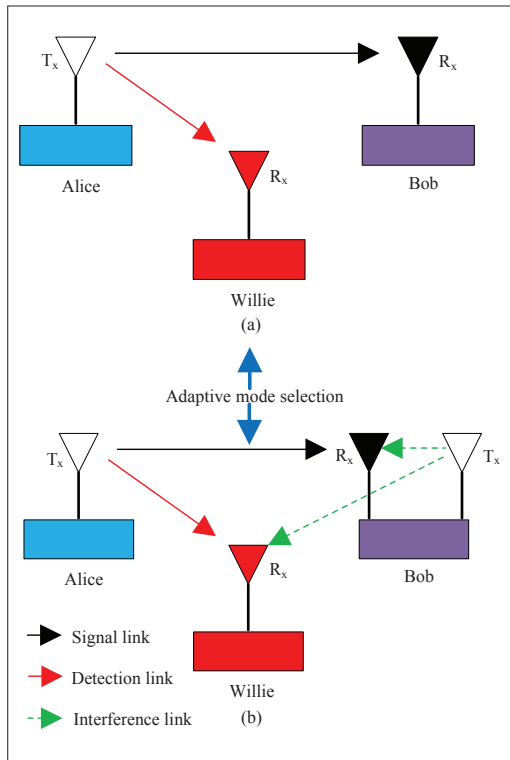 Tx
Rx
Alice
Rx
Bob
Willie
(a)
Adaptive mode selection
Tx
Rx
Tx
Alice
Rx
Bob
Signal link
Detection link
Willie
Interference link
(b)